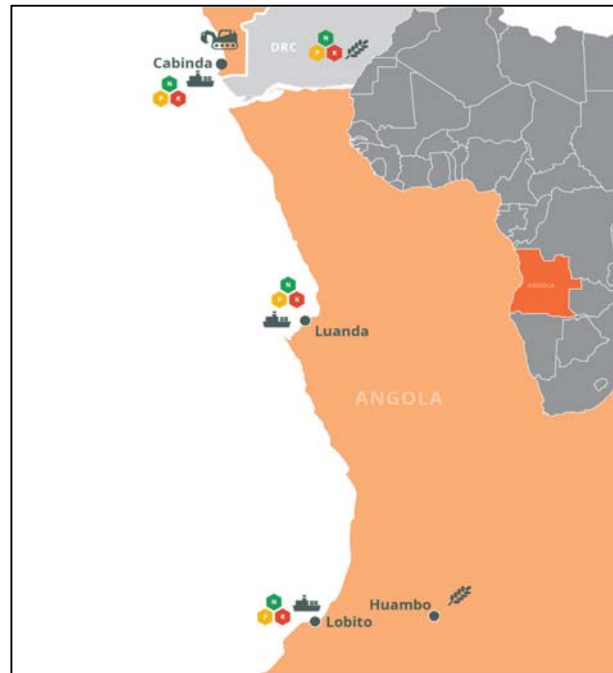 DRC
N
P K
Cabinda
N
P K
ANGOLA
N
P K
Luanda
ANGOLA
N
P K
Huambo
Lobito